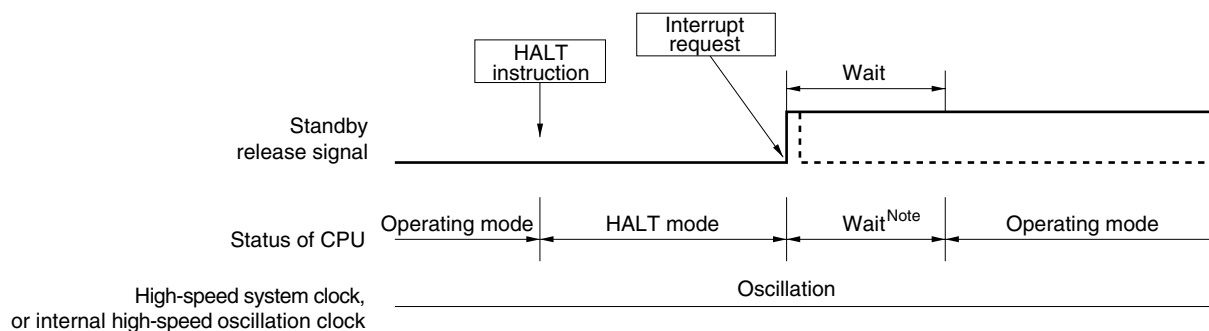 HALT
instruction
Interrupt
request
Wait
Standby
release signal
Status of CPU
Operating mode
HALT mode
WaitNote
Operating mode
High-speed system clock,
or internal high-speed oscillation clock
Oscillation